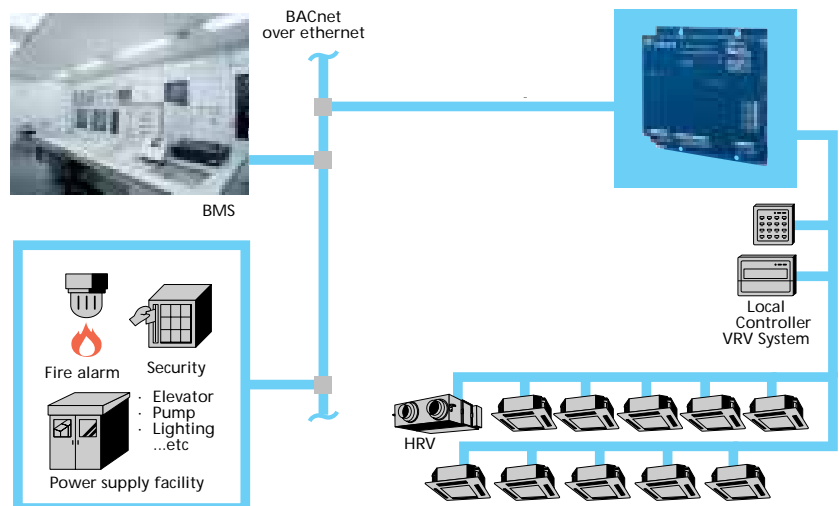 BACnet
over ethernet
BMS
Fire alarm
Security
· Elevator
· Pump
· Lighting
...etc
Power supply facility
Local
Controller
VRV System
HRV